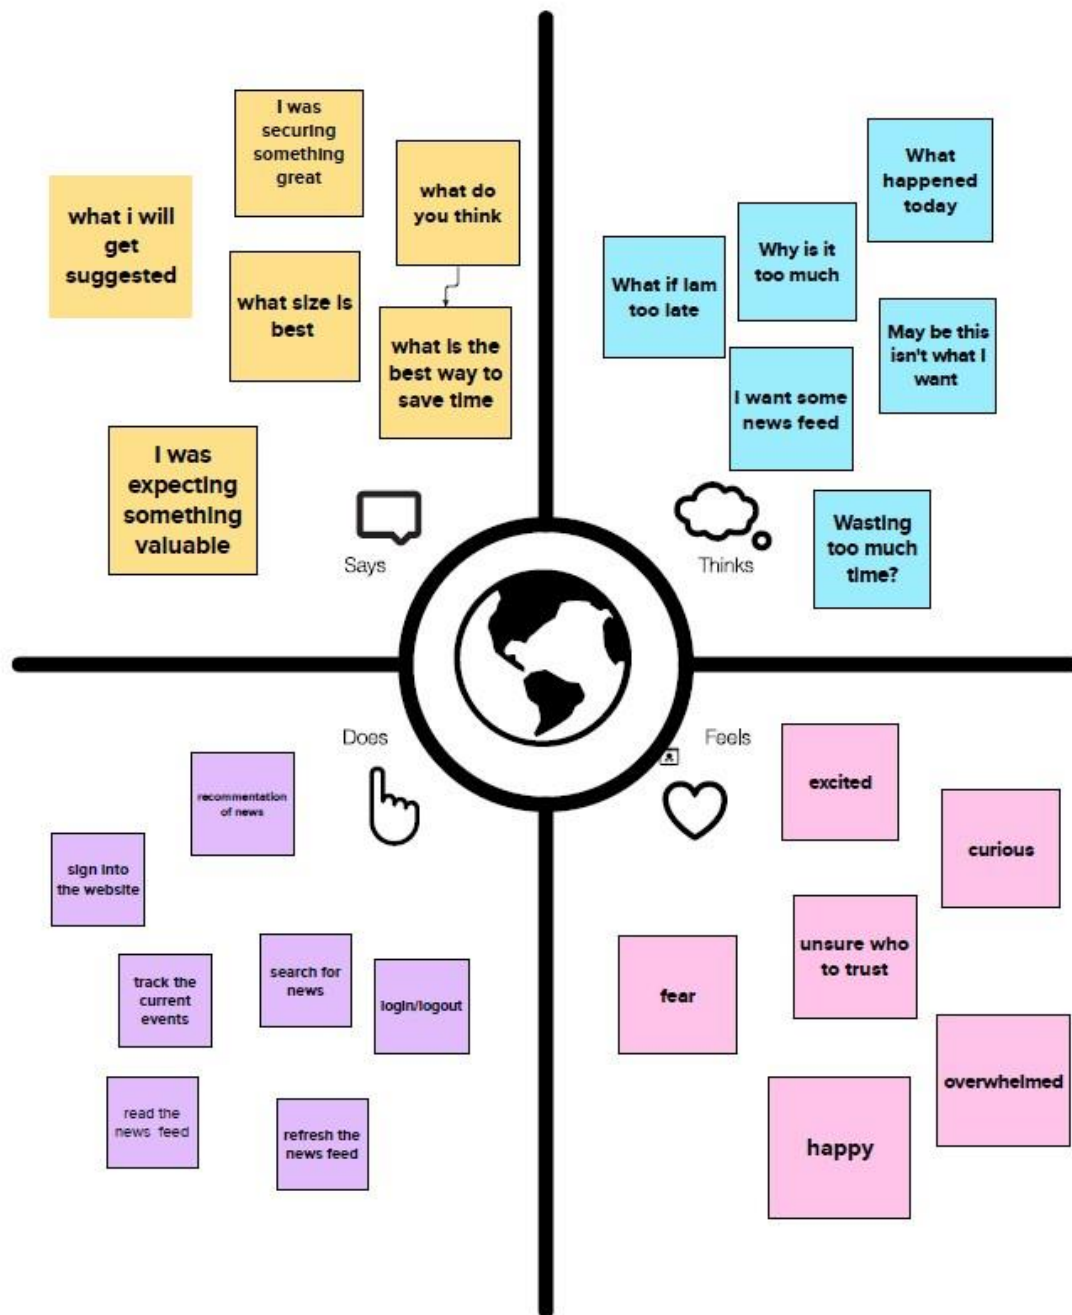 I was
securing
something
great
what do
you think
what i will
get
suggested
what size is
best
what is the
best way to
save time
I was
expecting
something
valuable
Says
What
happened
today
Why is it
too much
What if Iam
too late
May be this
isn't what I
want
I want some
news feed
Wasting
too much
time?
Thinks
Does
recommentation
of news
sign into
the website
track the
current
events
search for
news
login/logout
read the
news feed
refresh the
news feed
Feels
excited
curious
unsure who
to trust
fear
overwhelmed
happy